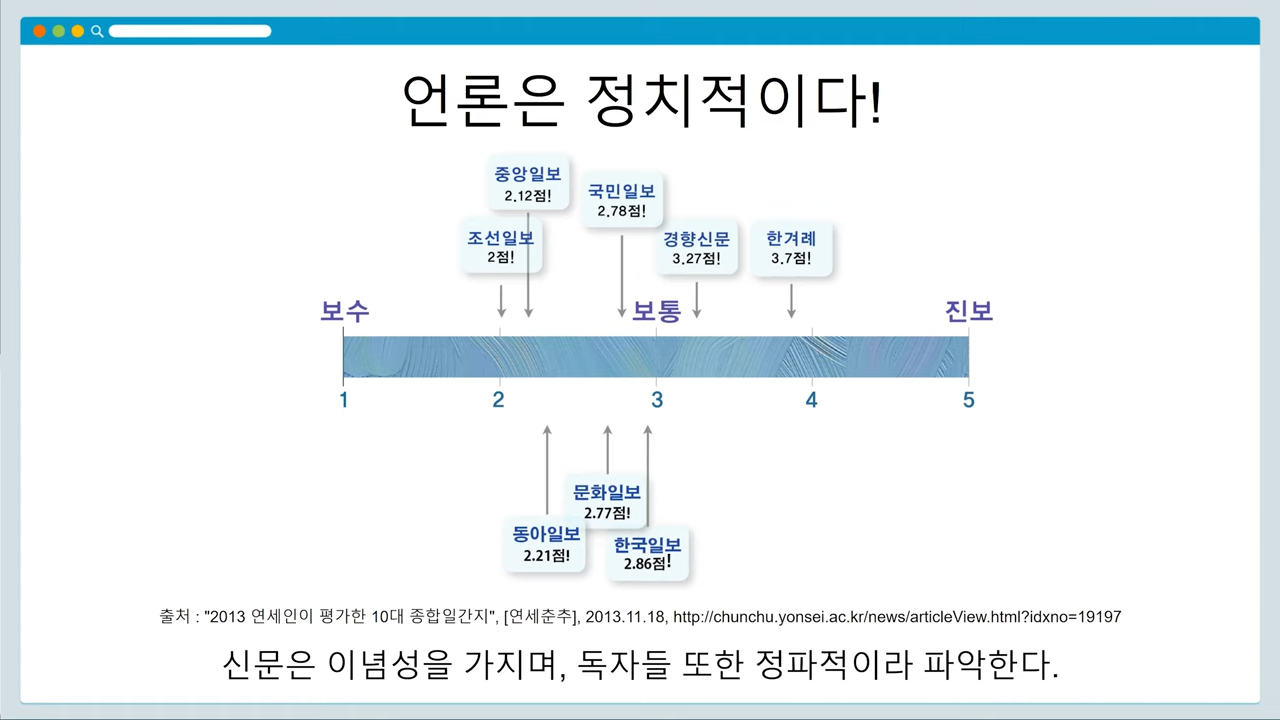 언론은 정치적이다!
중앙일보
2.12점!
국민일보
2.78점!
조선일보
2점!
경향신문
3.27점!
한겨레
3.7점!
보수
보통
진보
1
2
3
4
5
문화일보
2.77점!
동아일보
2.21점!
한국일보
2.86점!
출처 : "2013 연세인이 평가한 10대 종합일간지", [연세춘추], 2013.11.18, http://chunchu.yonsei.ac.kr/news/articleView.html?idxno=19197
신문은 이념성을 가지며, 독자들 또한 정파적이라 파악한다.